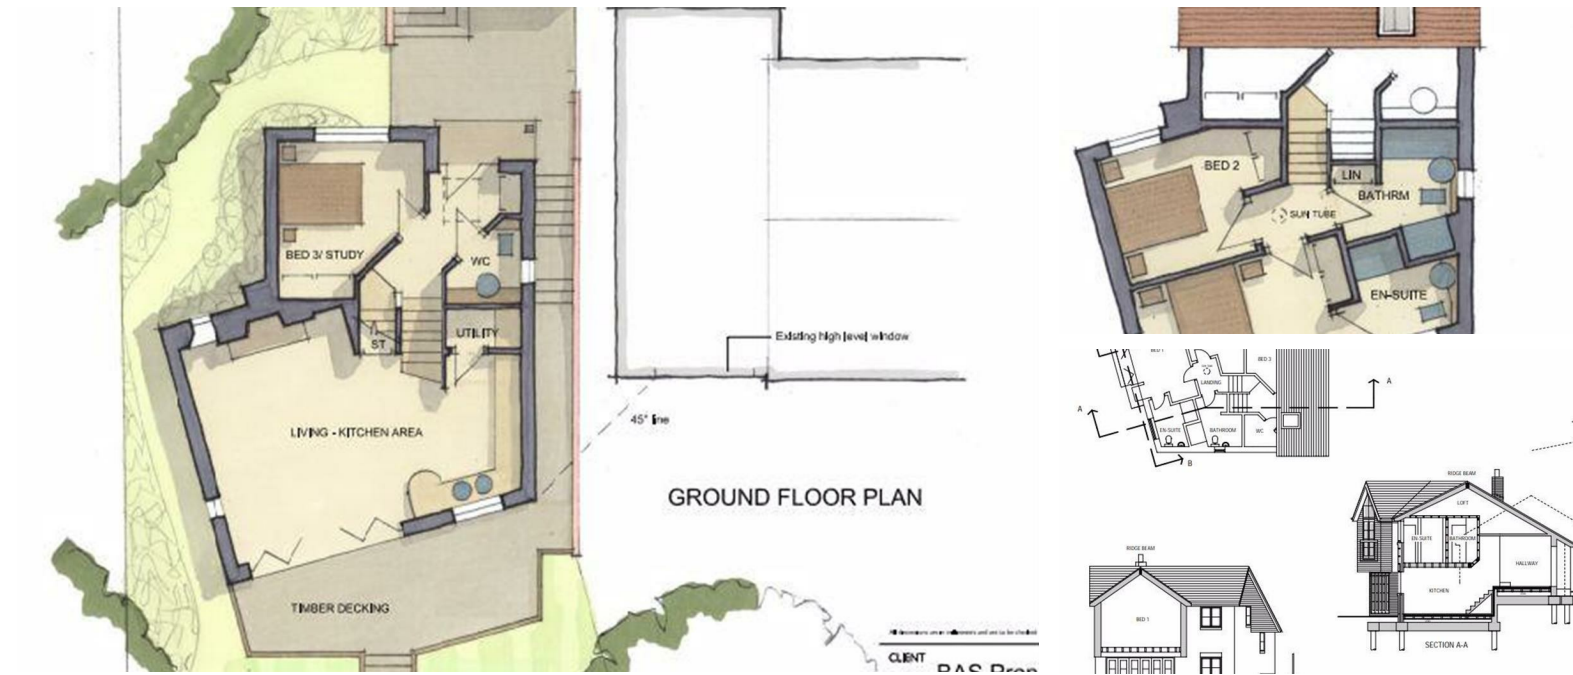 BED 3/ STUDY
WC
UTILITY
ST
LIVING - KITCHEN AREA
TIMBER DECKING
Existing high level window
45° line
GROUND FLOOR PLAN
CLIENT
BED 2
LIN
BATHRM
SUN TUBE
EN-SUITE
BED 1
BED 3
LANDING
A
A
EN-SUITE
BATHROOM
WC
B
RIDGE BEAM
LOFT
EN-SUITE
BATHROOM
HALLWAY
KITCHEN
SECTION A-A
RIDGE BEAM
BED 1